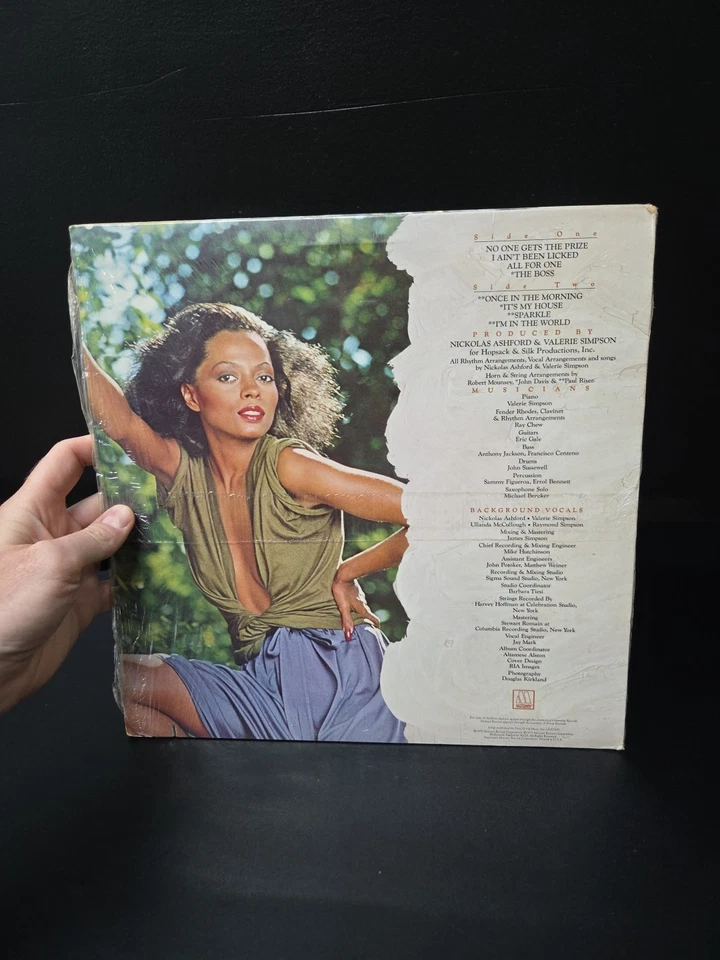 Side One
NO ONE GETS THE PRIZE
I AIN'T BEEN LICKED
ALL FOR ONE
*THE BOSS
Side Two
**ONCE IN THE MORNING
*IT'S MY HOUSE
**SPARKLE
**I'M IN THE WORLD
PRODUCED BY
NICKOLAS ASHFORD & VALERIE SIMPSON
for Hopsack & Silk Productions, Inc.
All Rhythm Arrangements, Vocal Arrangements and songs
by Nickolas Ashford & Valerie Simpson
Horn & String Arrangements by
Robert Mounsey, *John Davis & **Paul Riser
MUSICIANS
Piano
Valerie Simpson
Fender Rhodes, Clavinet
& Rhythm Arrangements
Ray Chew
Guitars
Eric Gale
Bass
Anthony Jackson, Francisco Centeno
Drums
John Sussewell
Percussion
Sammy Figueroa, Errol Bennett
Saxophone Solo
Michael Brecker
BACKGROUND VOCALS
Nickolas Ashford • Valerie Simpson
Ullanda McCullough • Raymond Simpson
Mixing & Mastering
James Simpson
Chief Recording & Mixing Engineer
Mike Hutchinson
Assistant Engineers
John Potoker, Matthew Weiner
Recording & Mixing Studio
Sigma Sound Studio, New York
Studio Coordinator
Barbara Tiesi
Strings Recorded By
Harvey Hoffman at Celebration Studio,
New York
Mastering
Stewart Romain at
Columbia Recording Studio, New York
Vocal Engineer
Jay Mark
Album Coordinator
Cover Design
RIA Images
Photography
Douglas Kirkland
MOTOWN